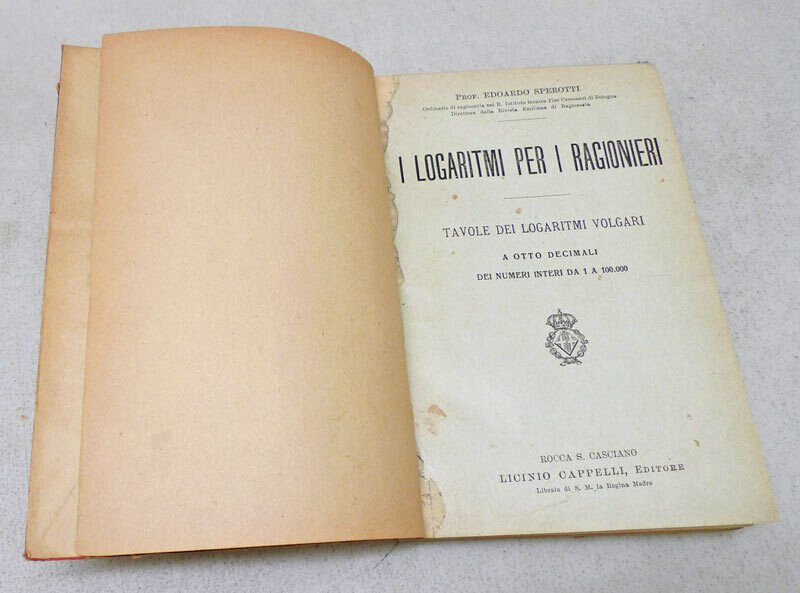 PROF. EDOARDO SPEROTTI
Ordinario di ragioneria nel R. Istituto tecnico Pier Crescenzi di Bologna
Direttore della Rivista Emiliana di Ragioneria
I LOGARITMI PER I RAGIONIERI
TAVOLE DEI LOGARITMI VOLGARI
A OTTO DECIMALI
DEI NUMERI INTERI DA 1 A 100.000
ROCCA S. CASCIANO
LICINIO CAPPELLI, EDITORE
Libraio di S. M. la Regina Madre